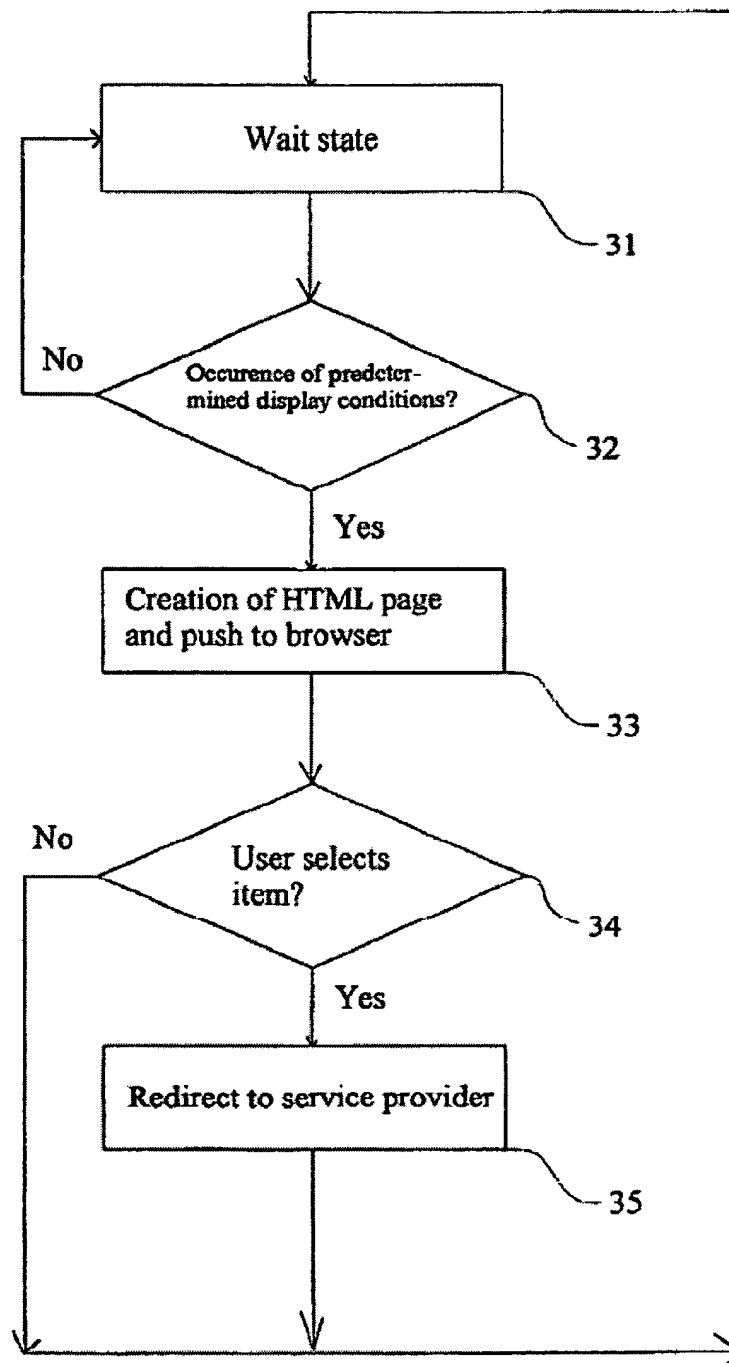 Wait state
31
No
Occurence of predeter-
mined display conditions?
32
Yes
Creation of HTML page
and push to browser
33
No
User selects
item?
34
Yes
Redirect to service provider
35